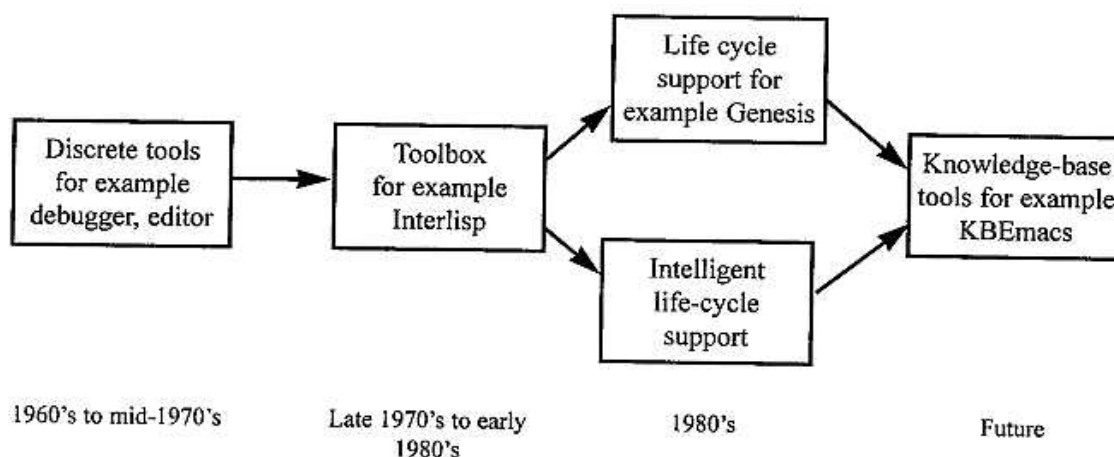 Discrete tools
for example
debugger, editor
Toolbox
for example
Interlisp
Life cycle
support for
example Genesis
Intelligent
life-cycle
support
Knowledge-base
tools for example
KBEmacs
1960's to mid-1970's
Late 1970's to early
1980's
1980's
Future